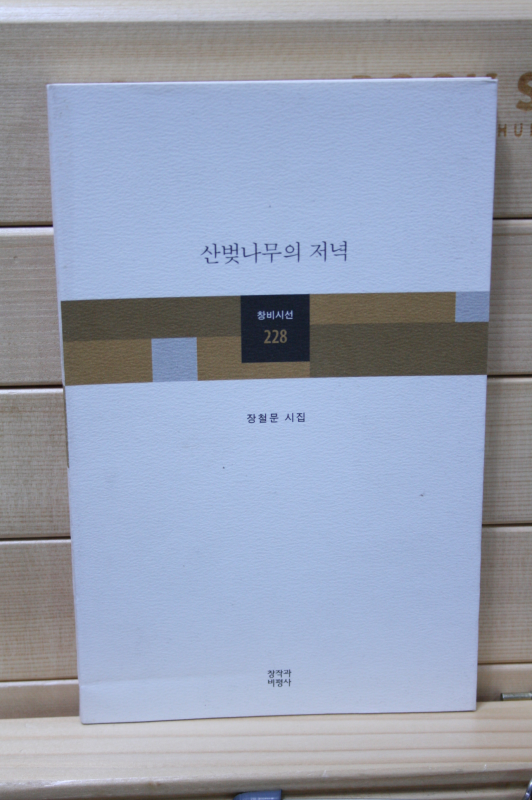 산벚나무의 저녁
창비시선
228
장철문 시집
창작과
비평사